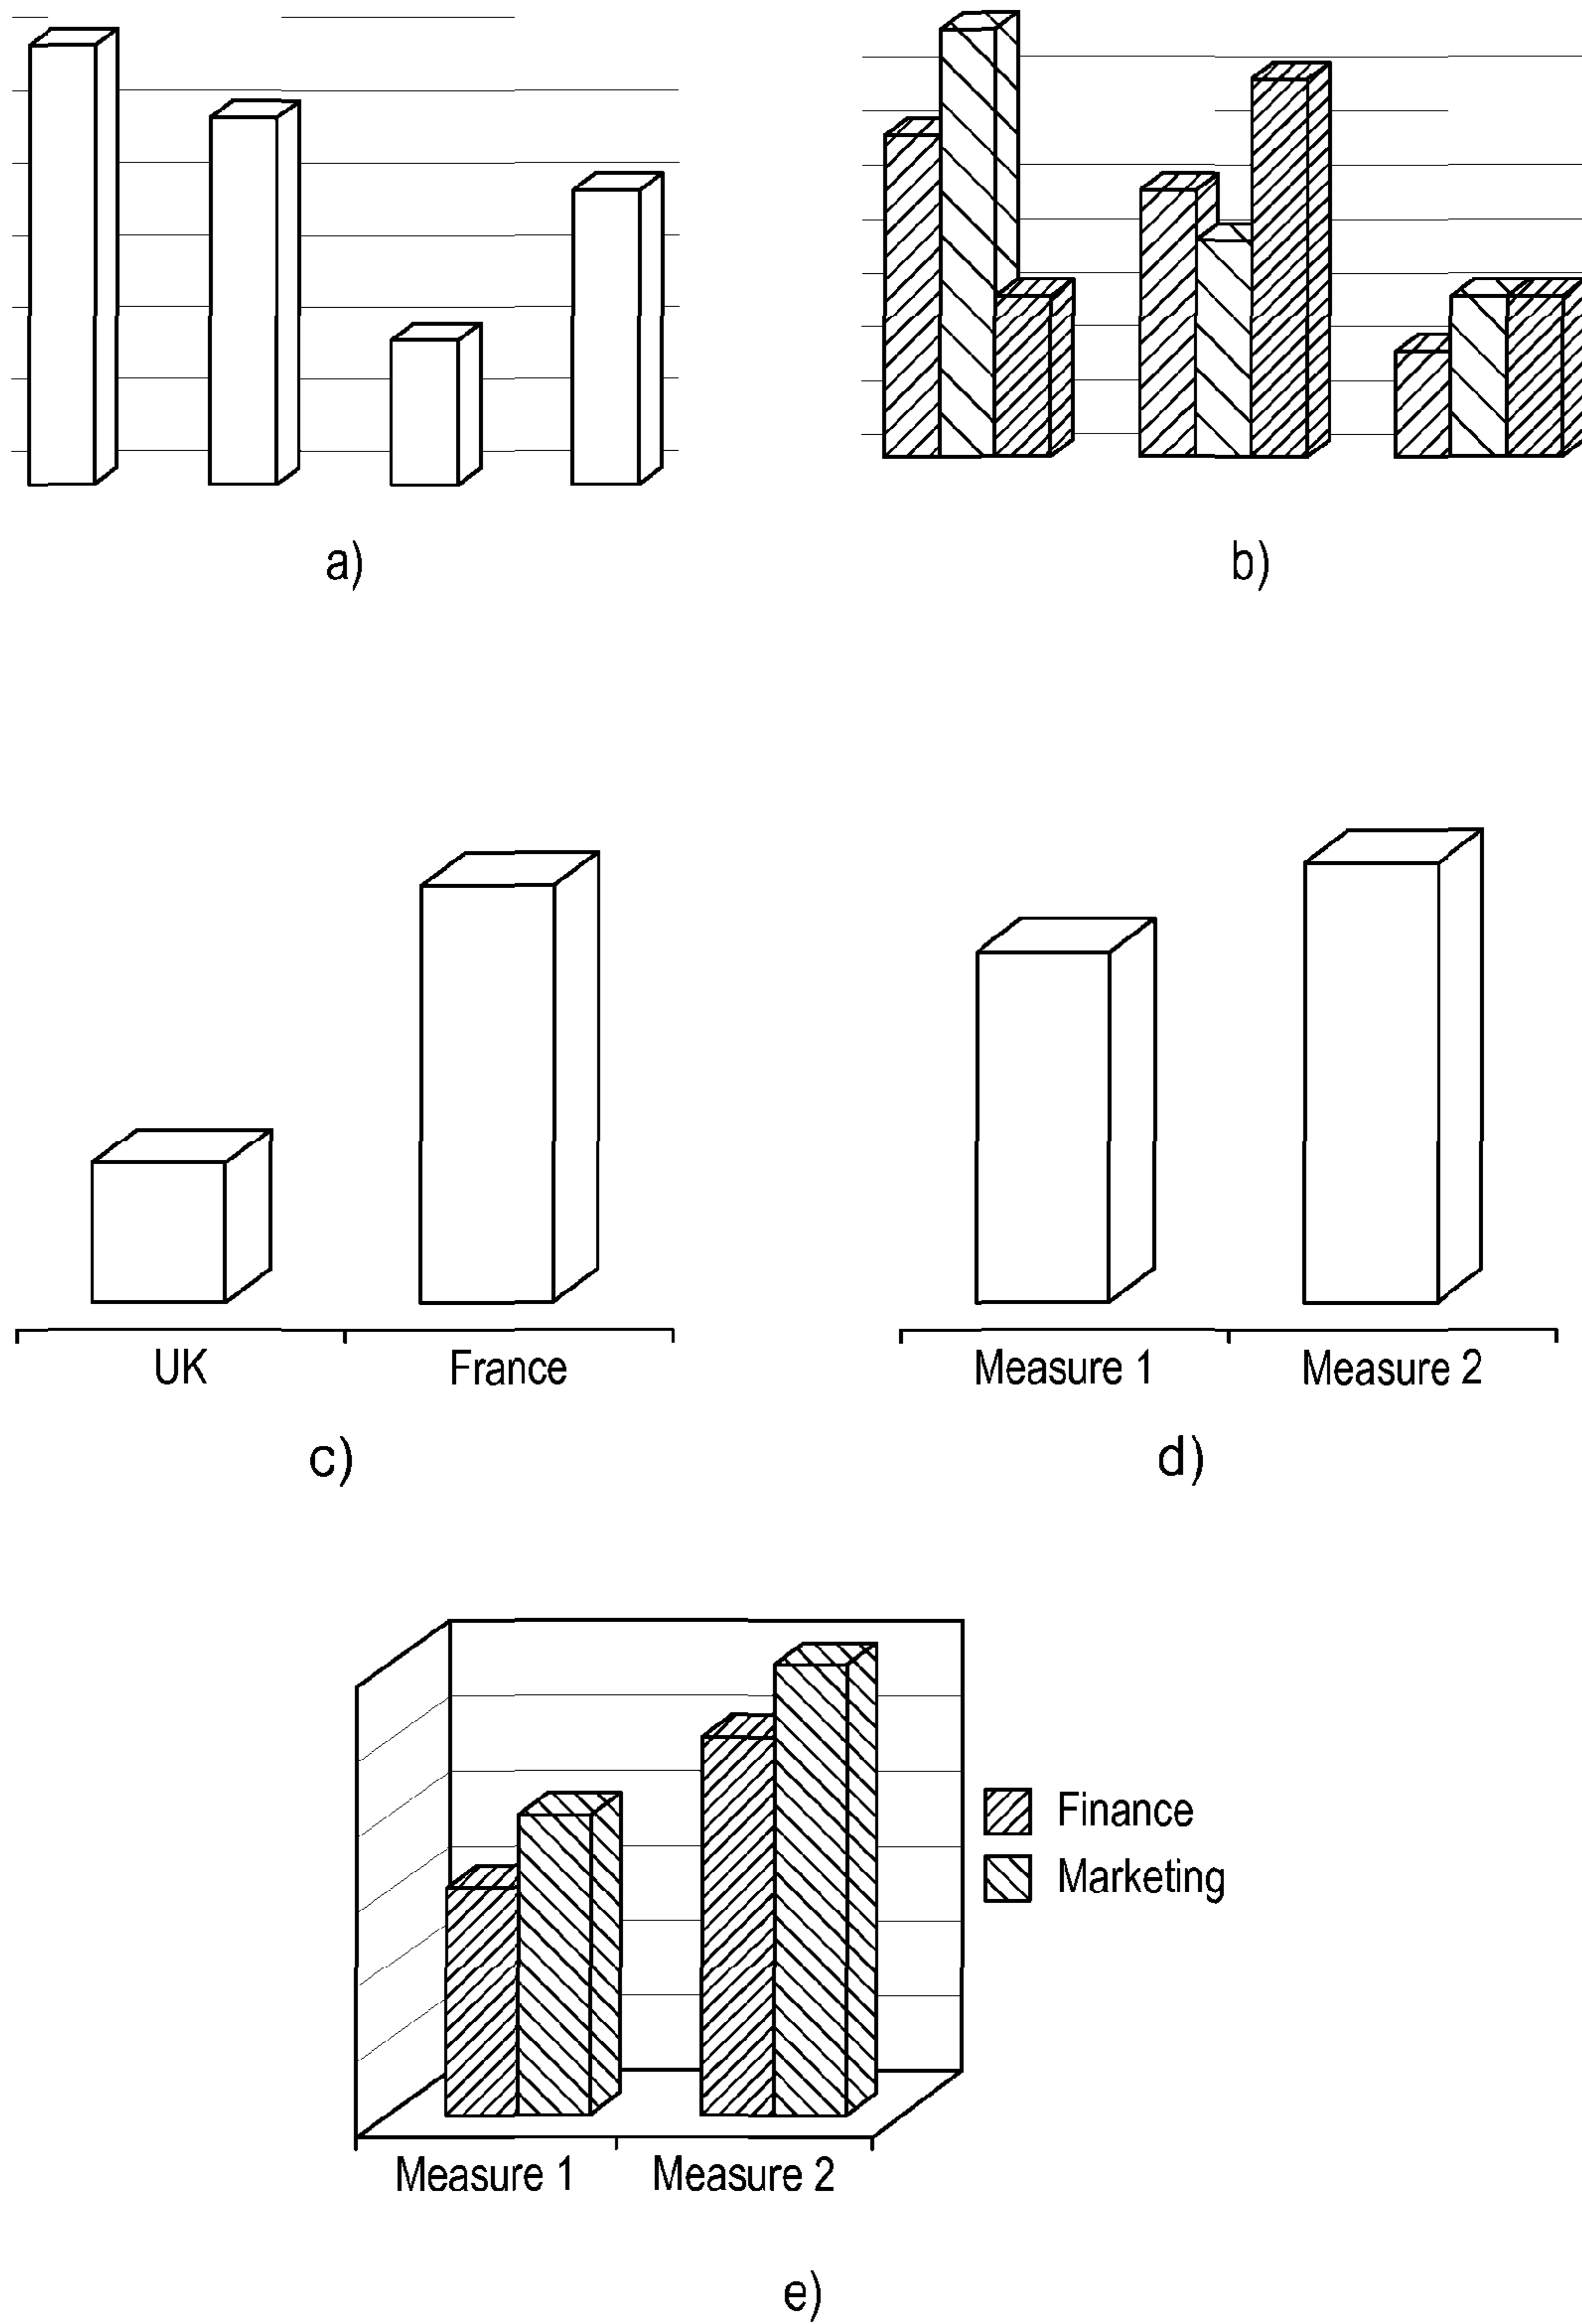 a)
b)
UK France
c)
Measure 1 Measure 2
d)
Finance
Marketing
Measure 1 Measure 2
e)